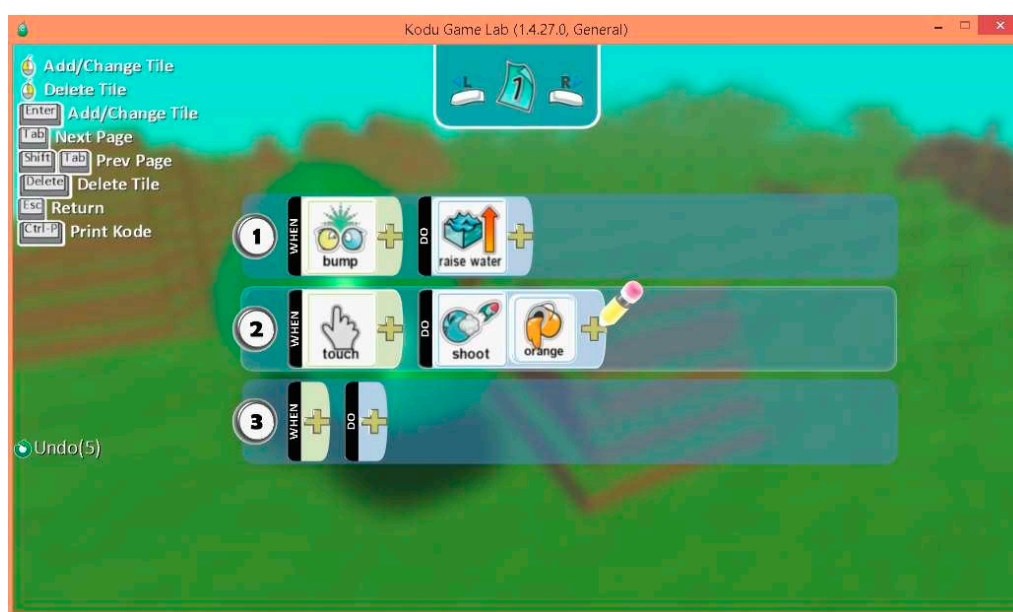 Kodu Game Lab (1.4.27.0, General)
Add/Change Tile
Delete Tile
Enter Add/Change Tile
Tab Next Page
Shift Tab Prev Page
Delete Delete Tile
Esc Return
Ctrl-P Print Kode
L 1 R
1 WHEN bump DO raise water
2 WHEN touch DO shoot orange
3 WHEN DO
Undo(5)